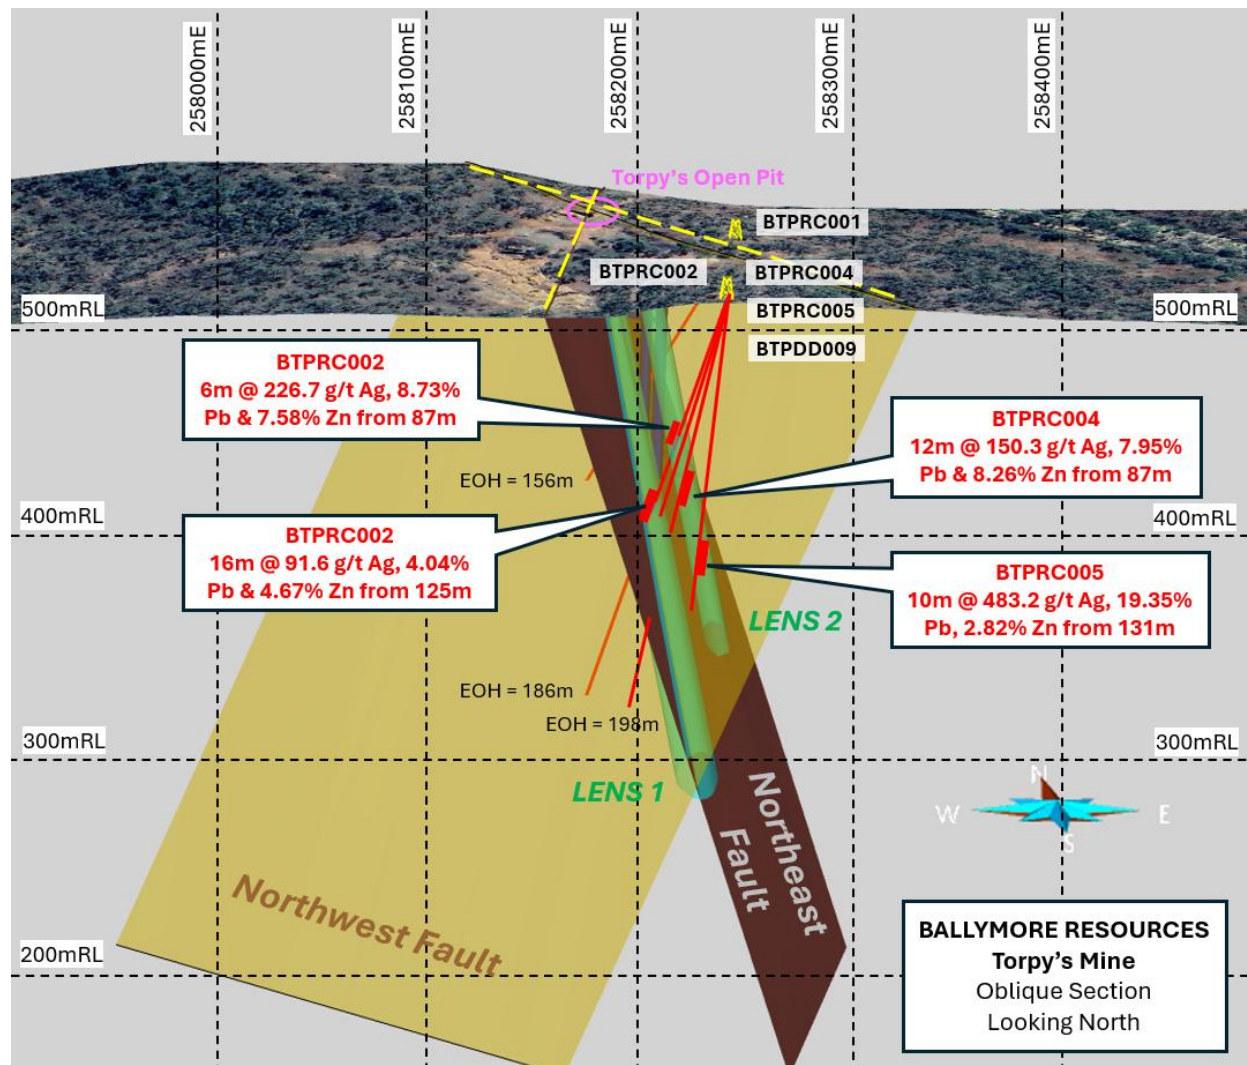 258000mE
258100mE
258200mE
258300mE
258400mE
Torpy's Open Pit
BTPRC001
BTPRC002
BTPRC004
500mRL
BTPRC005
500mRL
BTPDD009
BTPRC002
6m @ 226.7 g/t Ag, 8.73%
Pb & 7.58% Zn from 87m
BTPRC004
12m @ 150.3 g/t Ag, 7.95%
Pb & 8.26% Zn from 87m
EOH = 156m
400mRL
400mRL
BTPRC002
16m @ 91.6 g/t Ag, 4.04%
Pb & 4.67% Zn from 125m
BTPRC005
10m @ 483.2 g/t Ag, 19.35%
Pb, 2.82% Zn from 131m
LENS 2
EOH = 186m
EOH = 198m
300mRL
300mRL
LENS 1
Northeast
Fault
N
W
E
S
Northwest Fault
200mRL
BALLYMORE RESOURCES
Torpy's Mine
Oblique Section
Looking North